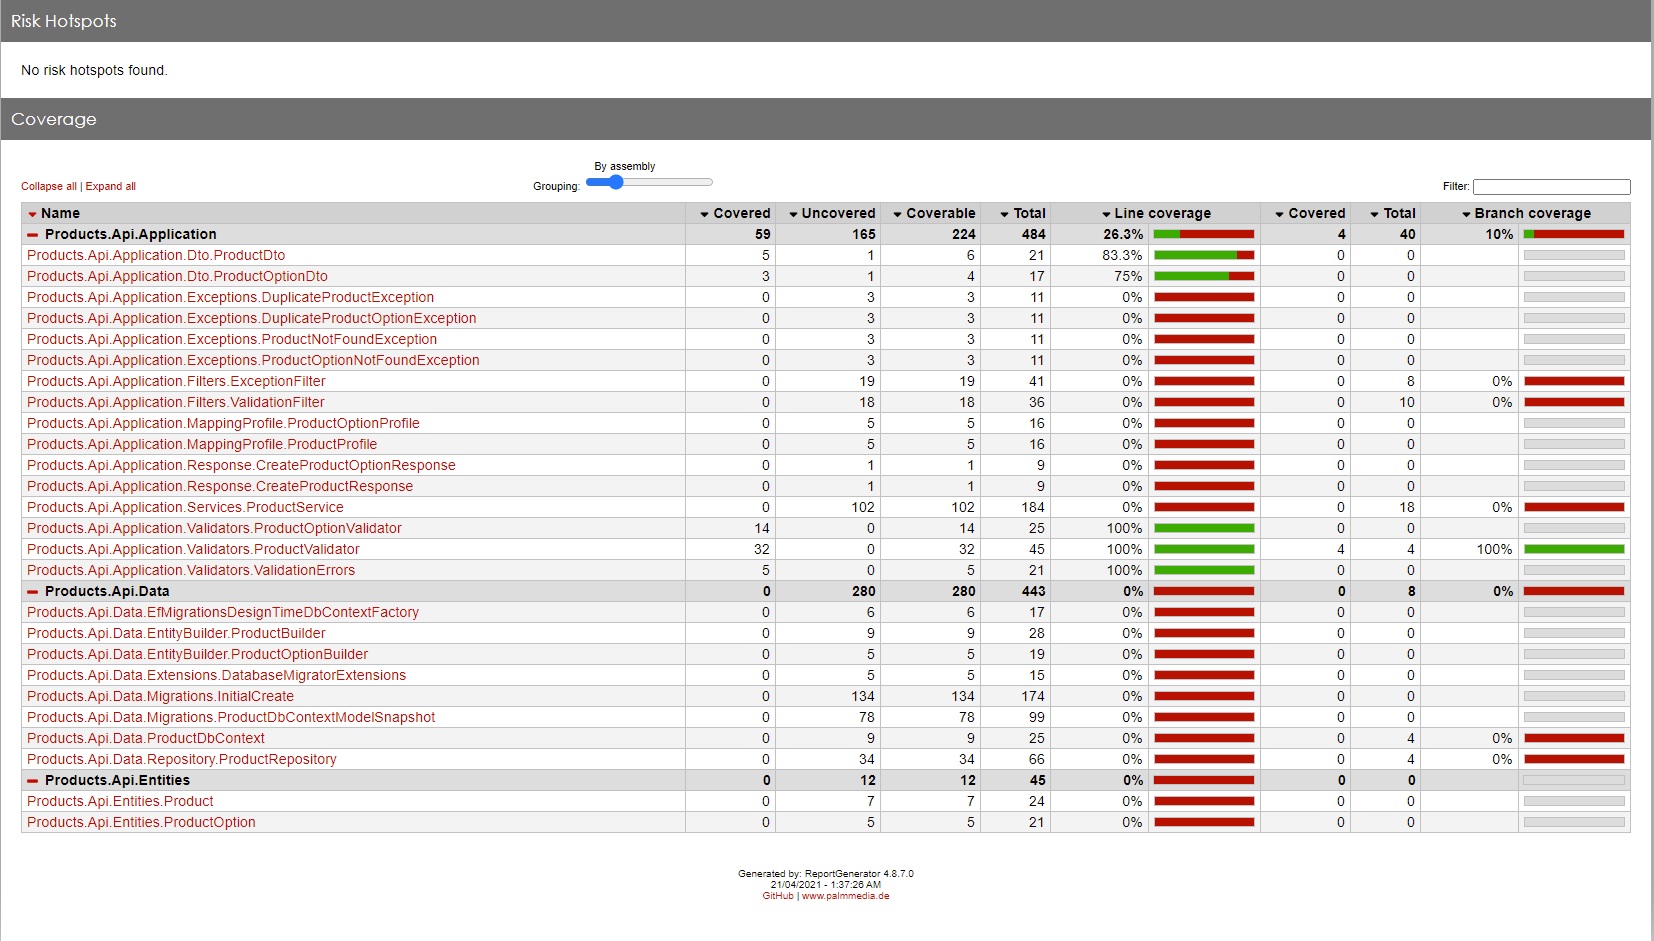 Risk Hotspots
No risk hotspots found.
Coverage
By assembly
Collapse all | Expand all Grouping: Filter:
Name Covered Uncovered Coverable Total Line coverage Covered Total Branch coverage
Products.Api.Application 59 165 224 484 26.3% 4 40 10%
Products.Api.Application.Dto.ProductDto 5 1 6 21 83.3% 0 0
Products.Api.Application.Dto.ProductOptionDto 3 1 4 17 75% 0 0
Products.Api.Application.Exceptions.DuplicateProductException 0 3 3 11 0% 0 0
Products.Api.Application.Exceptions.DuplicateProductOptionException 0 3 3 11 0% 0 0
Products.Api.Application.Exceptions.ProductNotFoundException 0 3 3 11 0% 0 0
Products.Api.Application.Exceptions.ProductOptionNotFoundException 0 3 3 11 0% 0 0
Products.Api.Application.Filters.ExceptionFilter 0 19 19 41 0% 0 8 0%
Products.Api.Application.Filters.ValidationFilter 0 18 18 36 0% 0 10 0%
Products.Api.Application.MappingProfile.ProductOptionProfile 0 5 5 16 0% 0 0
Products.Api.Application.MappingProfile.ProductProfile 0 5 5 16 0% 0 0
Products.Api.Application.Response.CreateProductOptionResponse 0 1 1 9 0% 0 0
Products.Api.Application.Response.CreateProductResponse 0 1 1 9 0% 0 0
Products.Api.Application.Services.ProductService 0 102 102 184 0% 0 18 0%
Products.Api.Application.Validators.ProductOptionValidator 14 0 14 25 100% 0 0
Products.Api.Application.Validators.ProductValidator 32 0 32 45 100% 4 4 100%
Products.Api.Application.Validators.ValidationErrors 5 0 5 21 100% 0 0
Products.Api.Data 0 280 280 443 0% 0 8 0%
Products.Api.Data.EfMigrationsDesignTimeDbContextFactory 0 6 6 17 0% 0 0
Products.Api.Data.EntityBuilder.ProductBuilder 0 9 9 28 0% 0 0
Products.Api.Data.EntityBuilder.ProductOptionBuilder 0 5 5 19 0% 0 0
Products.Api.Data.Extensions.DatabaseMigratorExtensions 0 5 5 15 0% 0 0
Products.Api.Data.Migrations.InitialCreate 0 134 134 174 0% 0 0
Products.Api.Data.Migrations.ProductDbContextModelSnapshot 0 78 78 99 0% 0 0
Products.Api.Data.ProductDbContext 0 9 9 25 0% 0 4 0%
Products.Api.Data.Repository.ProductRepository 0 34 34 66 0% 0 4 0%
Products.Api.Entities 0 12 12 45 0% 0 0
Products.Api.Entities.Product 0 7 7 24 0% 0 0
Products.Api.Entities.ProductOption 0 5 5 21 0% 0 0
Generated by: ReportGenerator 4.8.7.0
21/04/2021 - 1:37:26 AM
GitHub | www.palmmedia.de